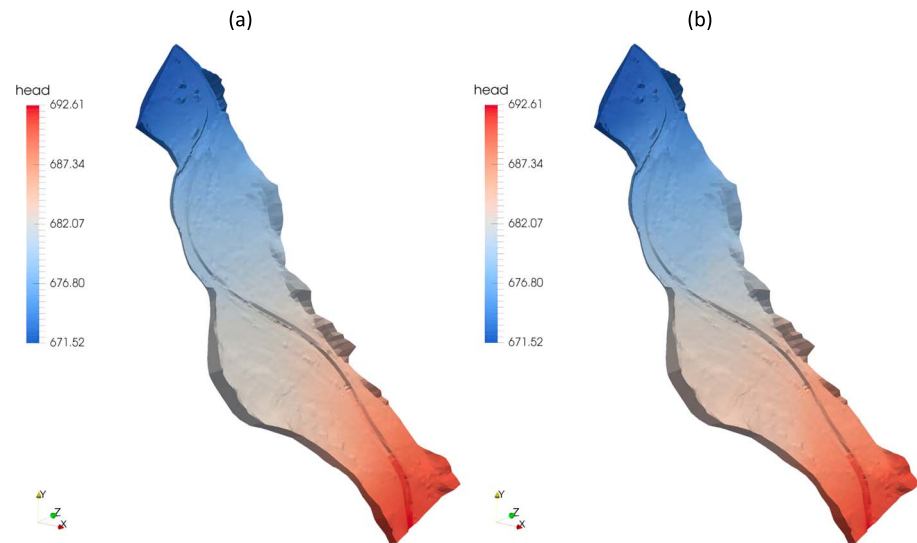 (a)
(b)
head
692.61
687.34
682.07
676.80
671.52
head
692.61
687.34
682.07
676.80
671.52
Y
Z
X
Y
Z
X